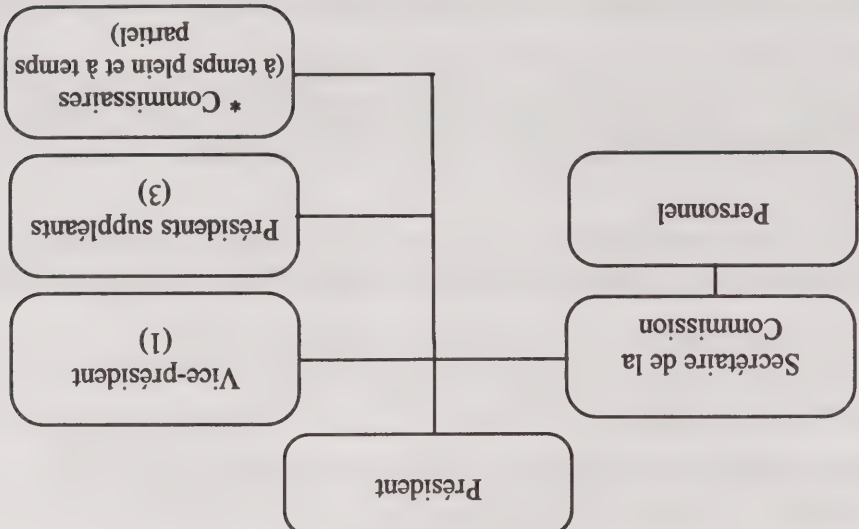 Président
Secrétaire de la
Commission
Personnel
Vice-président
(1)
Présidents suppléants
(3)
* Commissaires
(à temps plein et à temps
partiel)